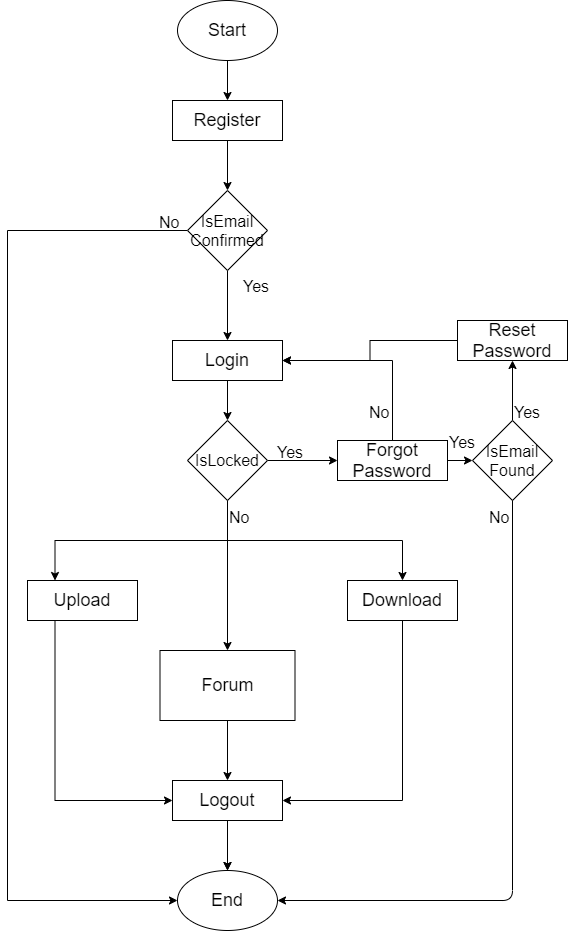 Start
Register
No
IsEmail
Confirmed
Yes
Reset
Password
Login
No
Yes
IsLocked
Yes
Forgot
Password
Yes
IsEmail
Found
No
No
Upload
Download
Forum
Logout
End